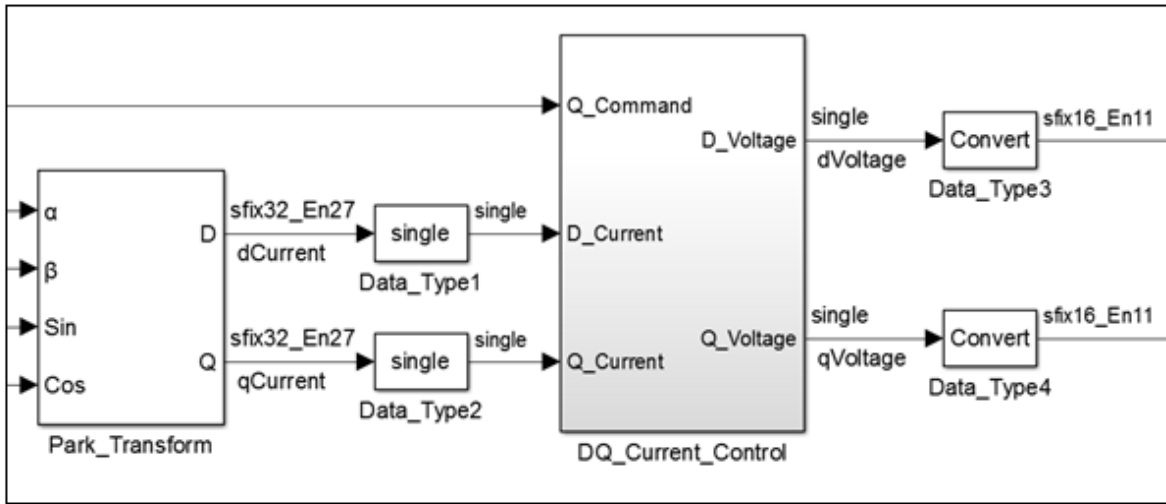 α
β
Sin
Cos
D
Q
Park_Transform
sfix32_En27
dCurrent
sfix32_En27
qCurrent
single
Data_Type1
single
Data_Type2
single
single
Q_Command
D_Current
Q_Current
D_Voltage
Q_Voltage
DQ_Current_Control
single
dVoltage
single
qVoltage
Convert
Data_Type3
Convert
Data_Type4
sfix16_En11
sfix16_En11